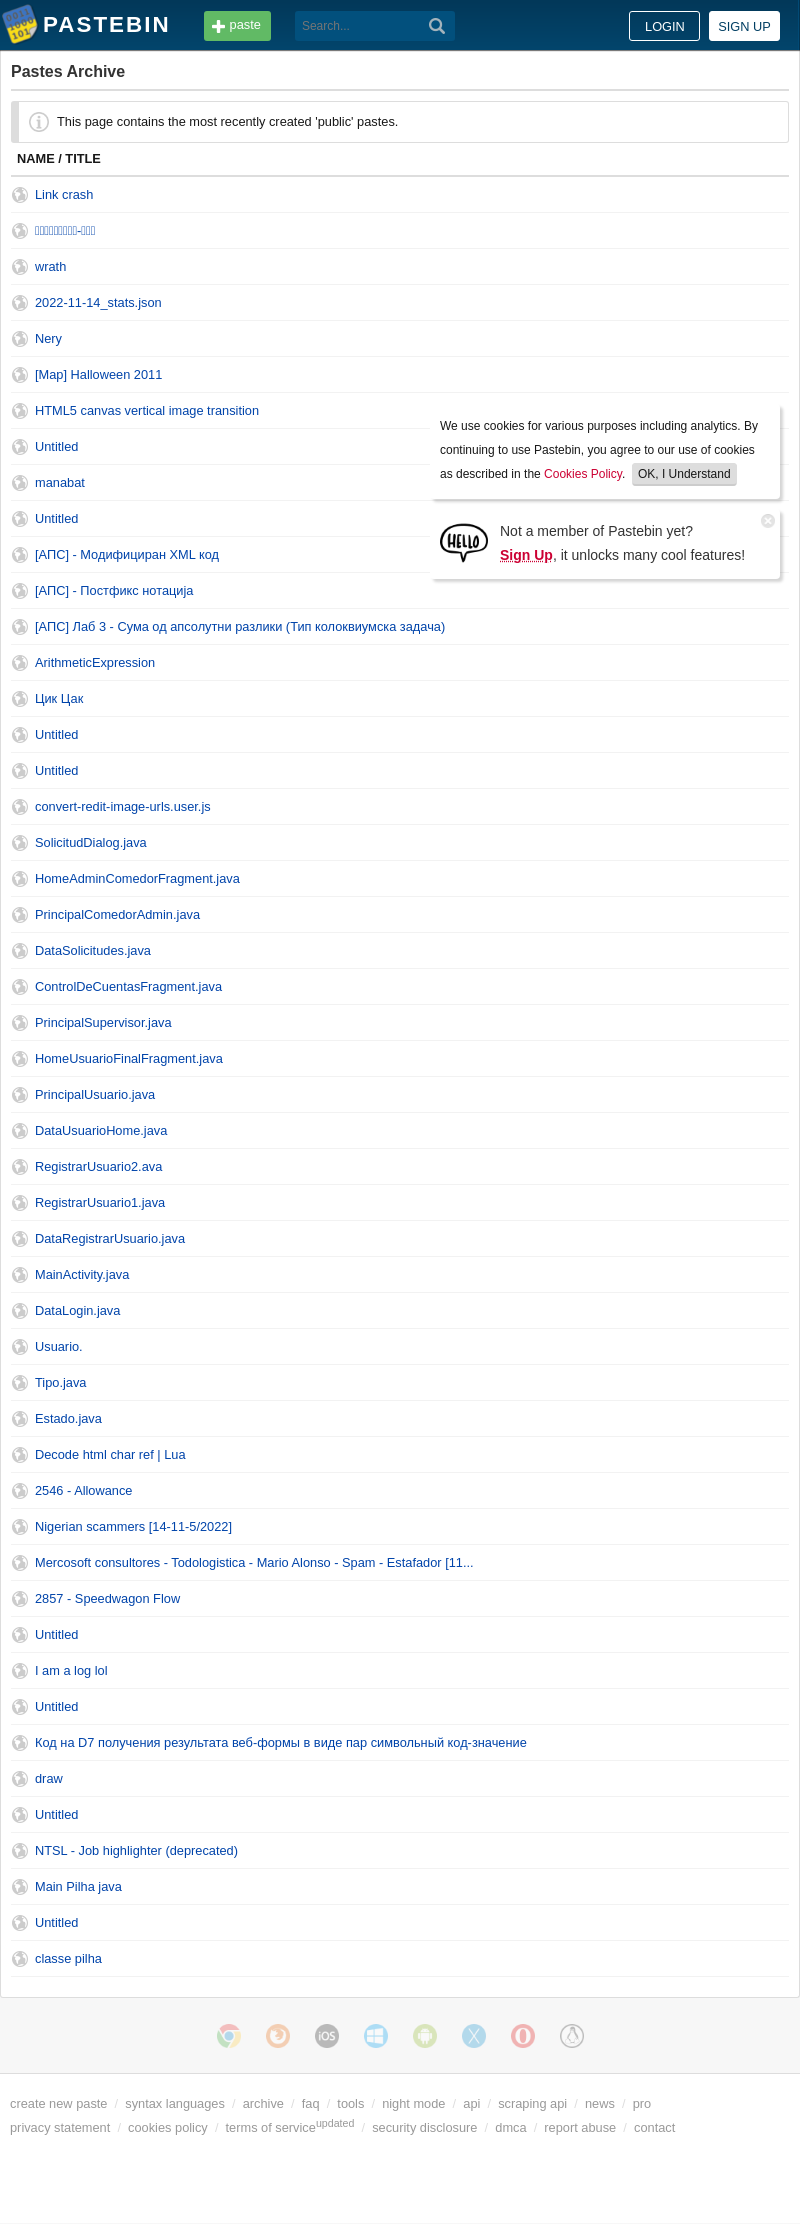 PASTEBIN
paste
Search...
LOGIN
SIGN UP
Pastes Archive
This page contains the most recently created 'public' pastes.
NAME / TITLE
Link crash
wrath
2022-11-14_stats.json
Nery
[Map] Halloween 2011
HTML5 canvas vertical image transition
Untitled
manabat
Untitled
[АПС] - Модифициран XML код
[АПС] - Постфикс нотација
[АПС] Лаб 3 - Сума од апсолутни разлики (Тип колоквиумска задача)
ArithmeticExpression
Цик Цак
Untitled
Untitled
convert-redit-image-urls.user.js
SolicitudDialog.java
HomeAdminComedorFragment.java
PrincipalComedorAdmin.java
DataSolicitudes.java
ControlDeCuentasFragment.java
PrincipalSupervisor.java
HomeUsuarioFinalFragment.java
PrincipalUsuario.java
DataUsuarioHome.java
RegistrarUsuario2.ava
RegistrarUsuario1.java
DataRegistrarUsuario.java
MainActivity.java
DataLogin.java
Usuario.
Tipo.java
Estado.java
Decode html char ref | Lua
2546 - Allowance
Nigerian scammers [14-11-5/2022]
Mercosoft consultores - Todologistica - Mario Alonso - Spam - Estafador [11...
2857 - Speedwagon Flow
Untitled
I am a log lol
Untitled
Код на D7 получения результата веб-формы в виде пар символьный код-значение
draw
Untitled
NTSL - Job highlighter (deprecated)
Main Pilha java
Untitled
classe pilha
We use cookies for various purposes including analytics. By
continuing to use Pastebin, you agree to our use of cookies
as described in the Cookies Policy. OK, I Understand
HELLO
Not a member of Pastebin yet?
Sign Up, it unlocks many cool features!
iOS
create new paste / syntax languages / archive / faq / tools / night mode / api / scraping api / news / pro
privacy statement / cookies policy / terms of service updated / security disclosure / dmca / report abuse / contact